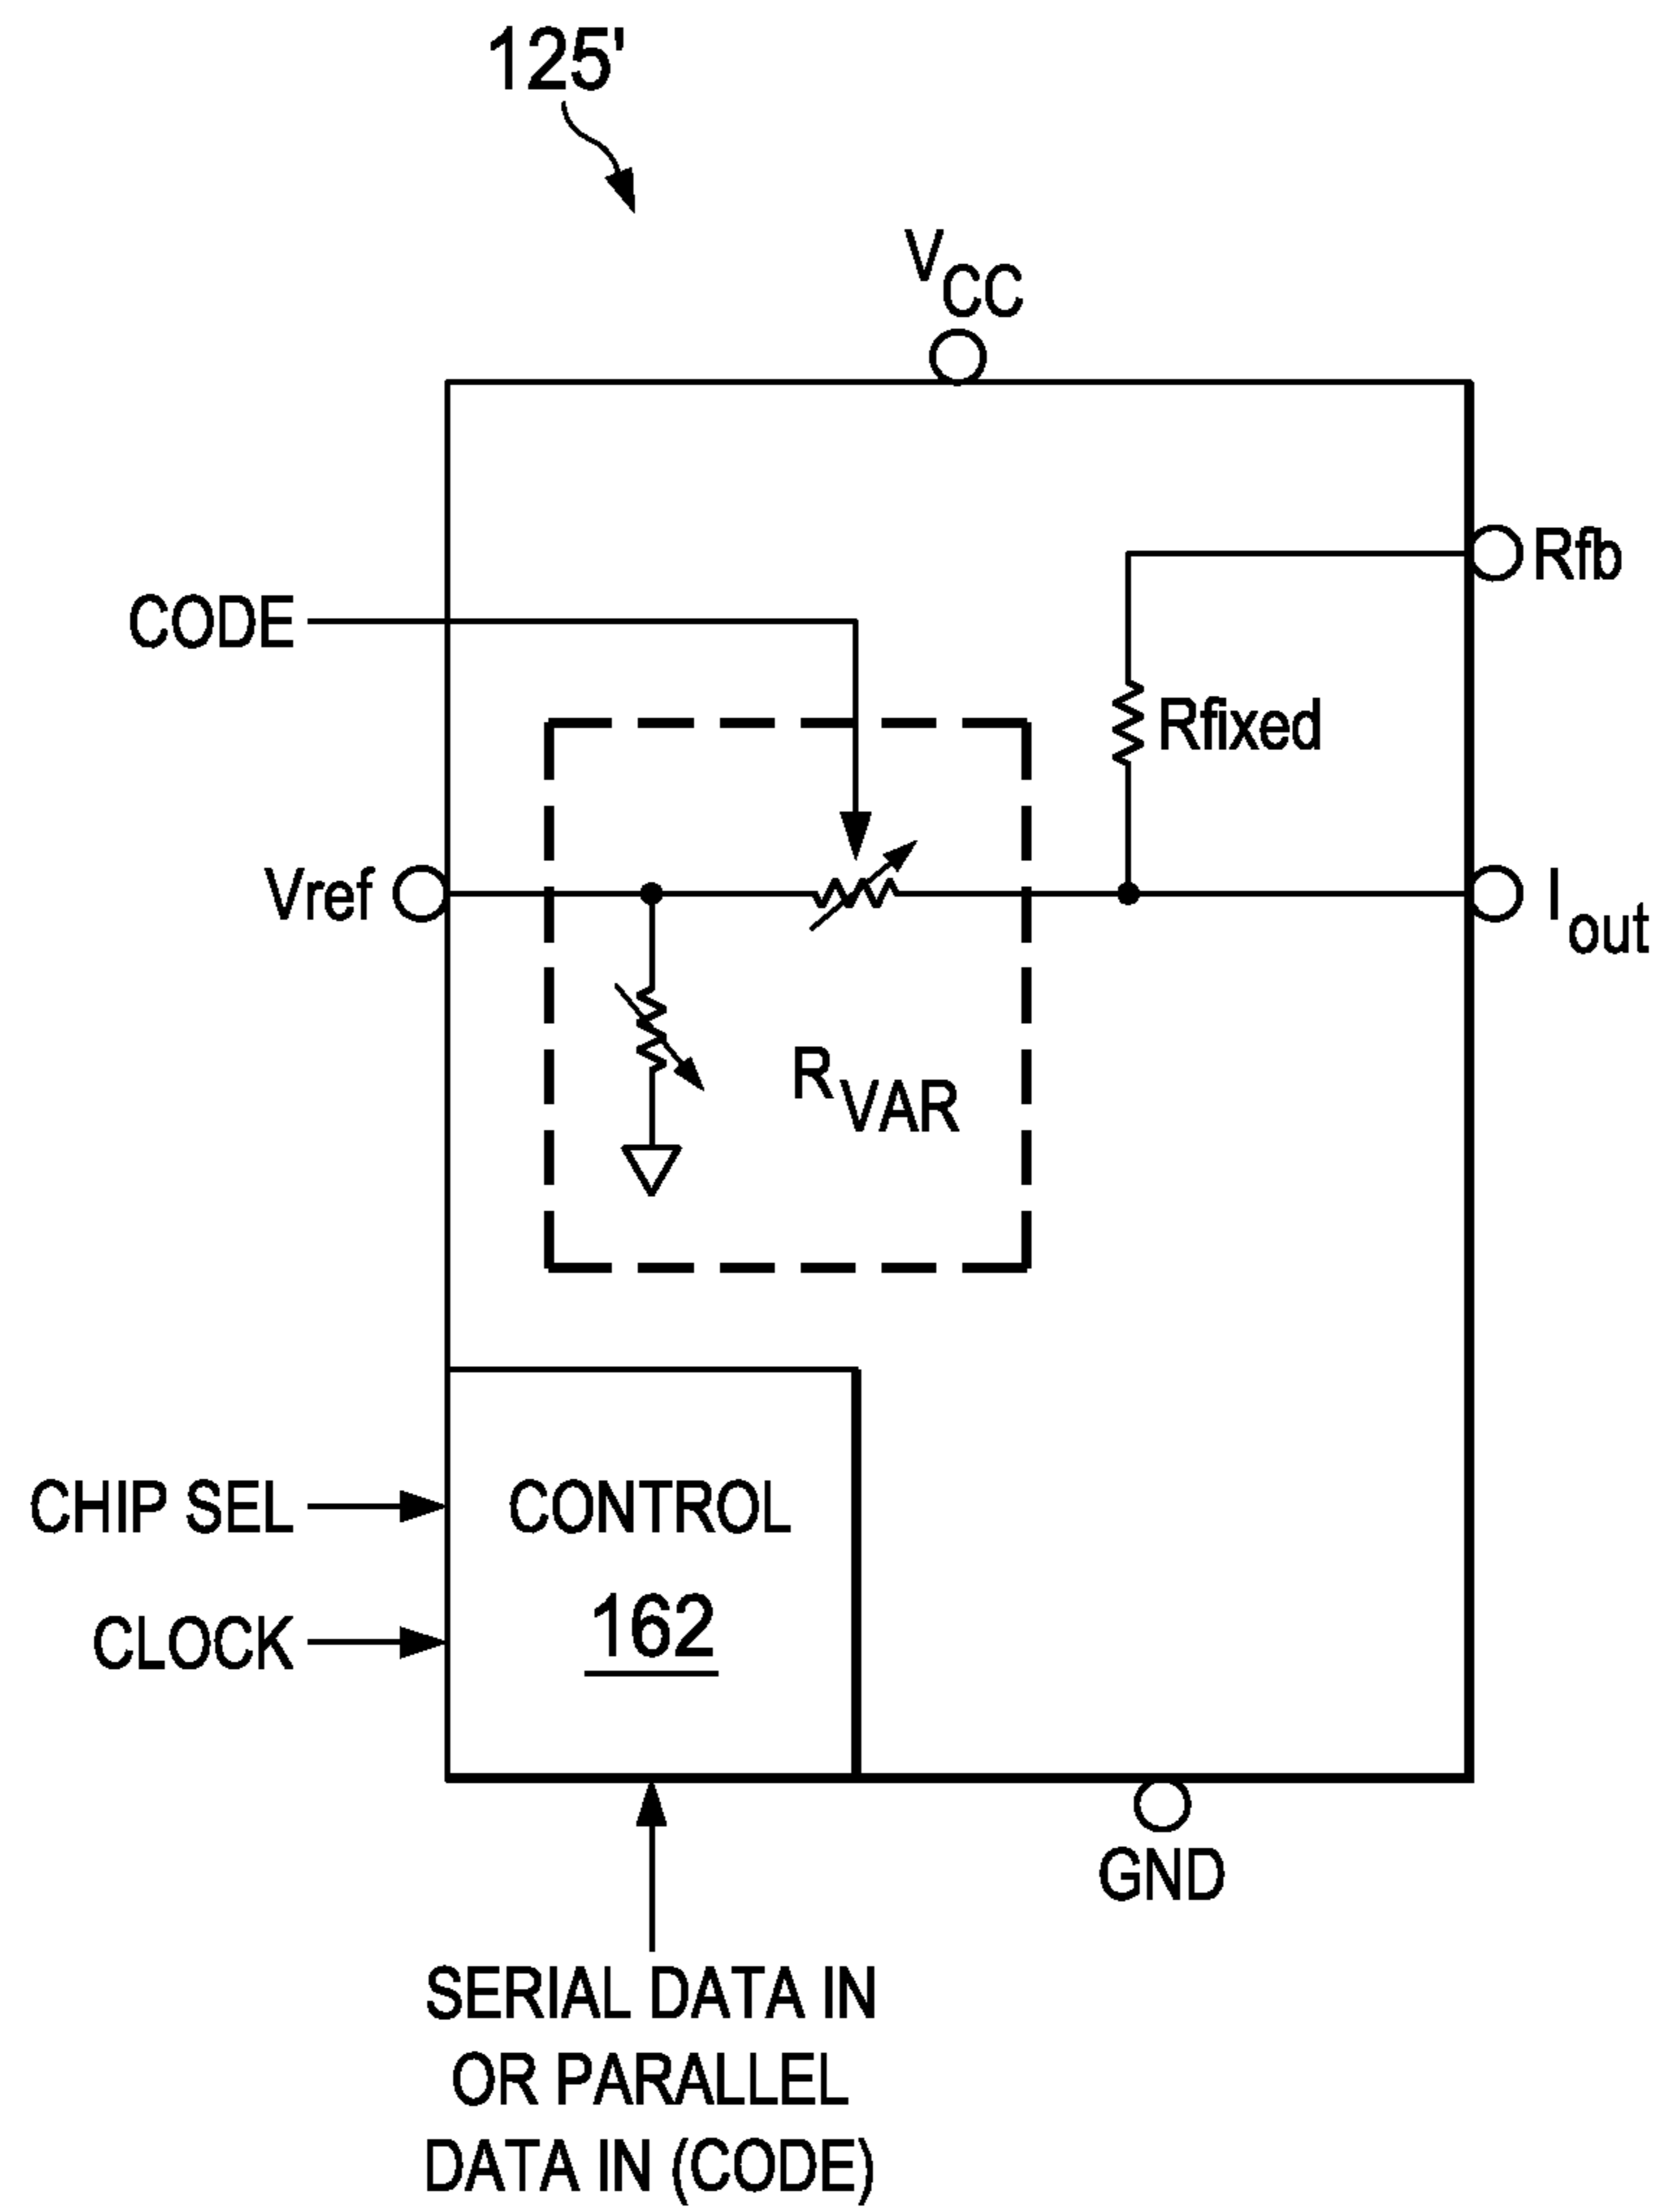 125'
VCC
Rfb
CODE
Rfixed
Vref
Iout
RVAR
CHIP SEL
CONTROL
162
CLOCK
GND
SERIAL DATA IN
OR PARALLEL
DATA IN (CODE)